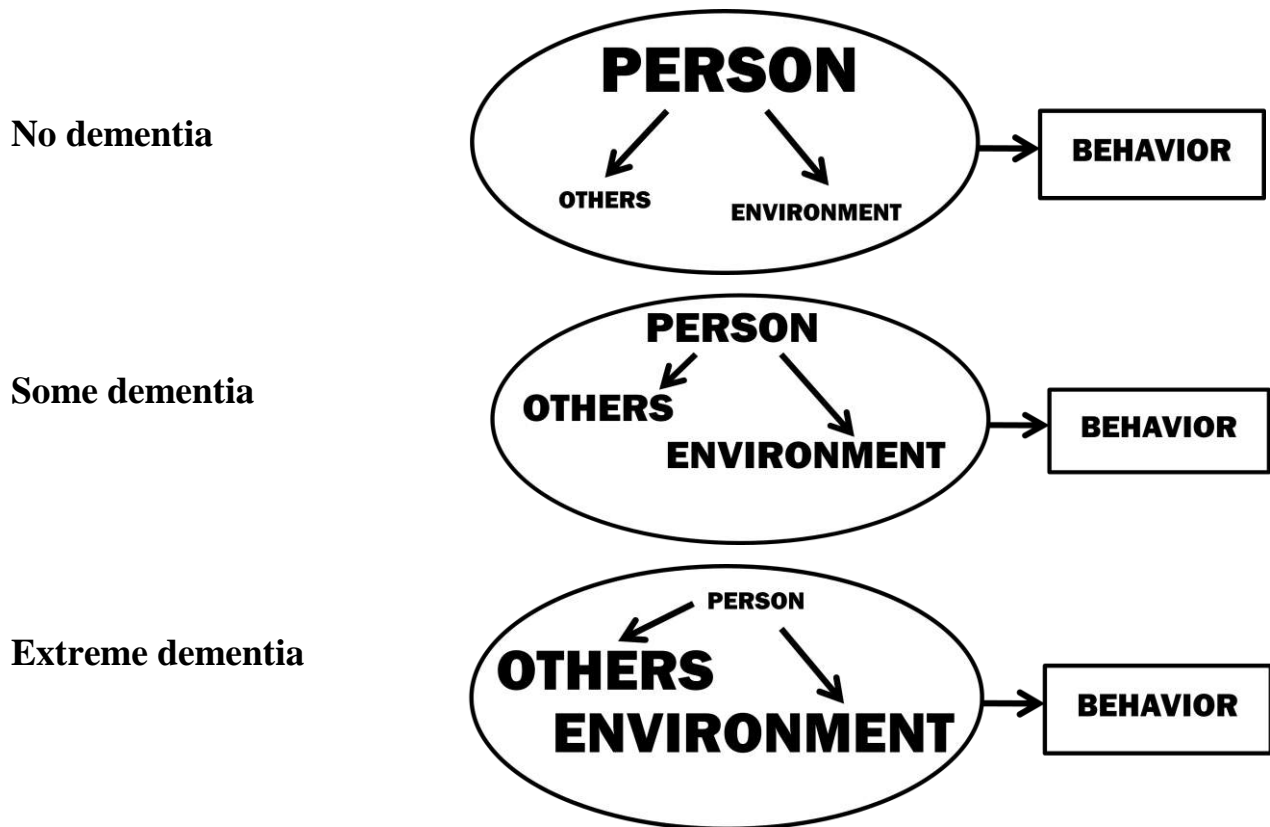 PERSON
No dementia
BEHAVIOR
OTHERS
ENVIRONMENT
PERSON
Some dementia
OTHERS
BEHAVIOR
ENVIRONMENT
PERSON
Extreme dementia
OTHERS
BEHAVIOR
ENVIRONMENT